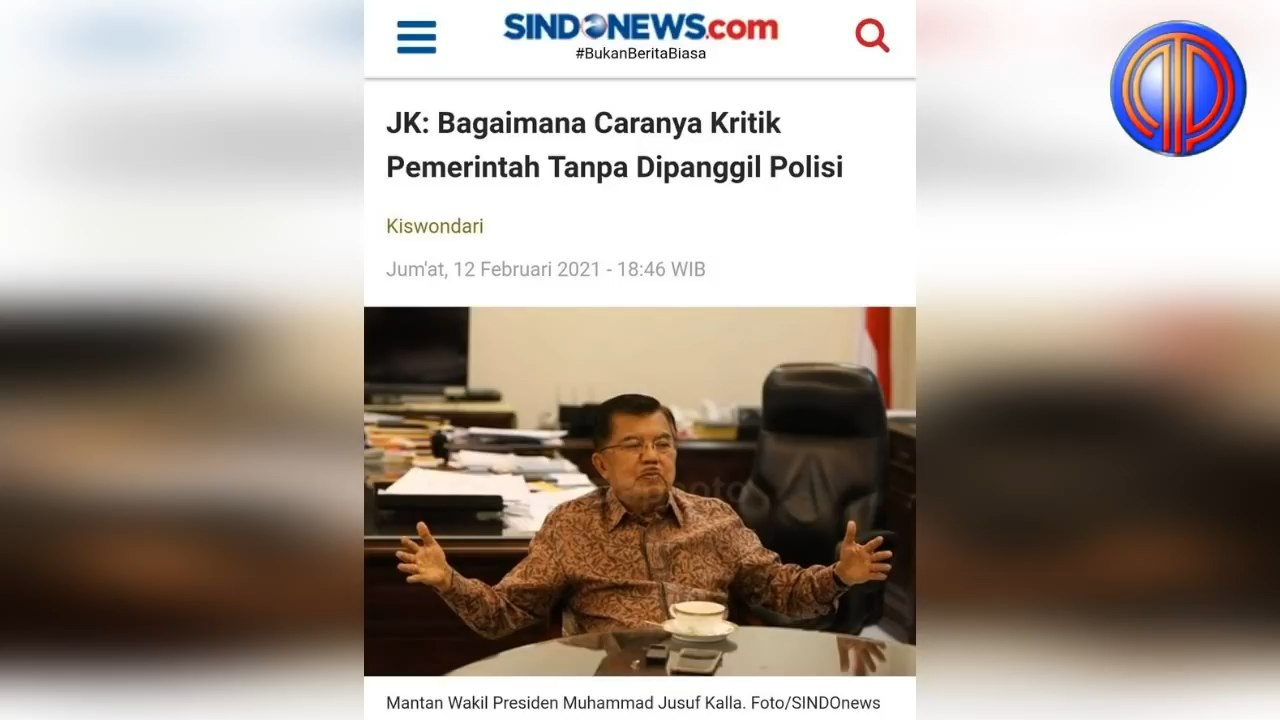 SINDONEWS.com
#BukanBeritaBiasa
JK: Bagaimana Caranya Kritik
Pemerintah Tanpa Dipanggil Polisi
Kiswondari
Jum'at, 12 Februari 2021 - 18:46 WIB
Mantan Wakil Presiden Muhammad Jusuf Kalla. Foto/SINDOnews